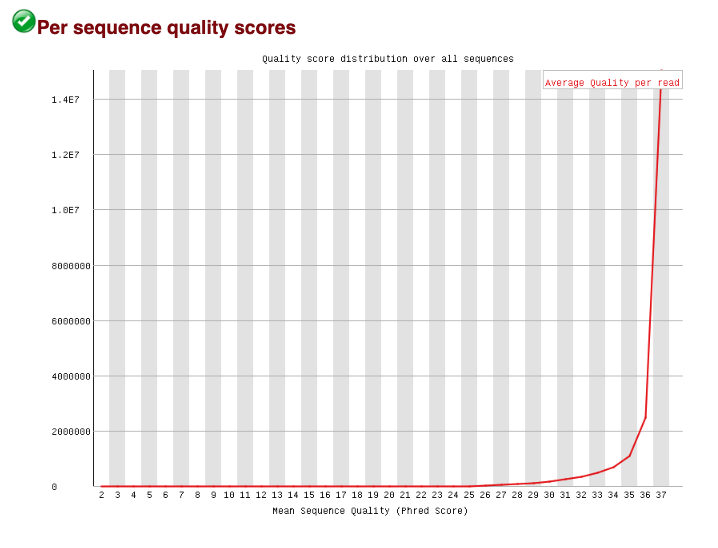 Per sequence quality scores
Quality score distribution over all sequences
Average Quality per read
1.4E7
1.2E7
1.0E7
8000000
6000000
4000000
2000000
0
2 3 4 5 6 7 8 9 10 11 12 13 14 15 16 17 18 19 20 21 22 23 24 25 26 27 28 29 30 31 32 33 34 35 36 37
Mean Sequence Quality (Phred Score)